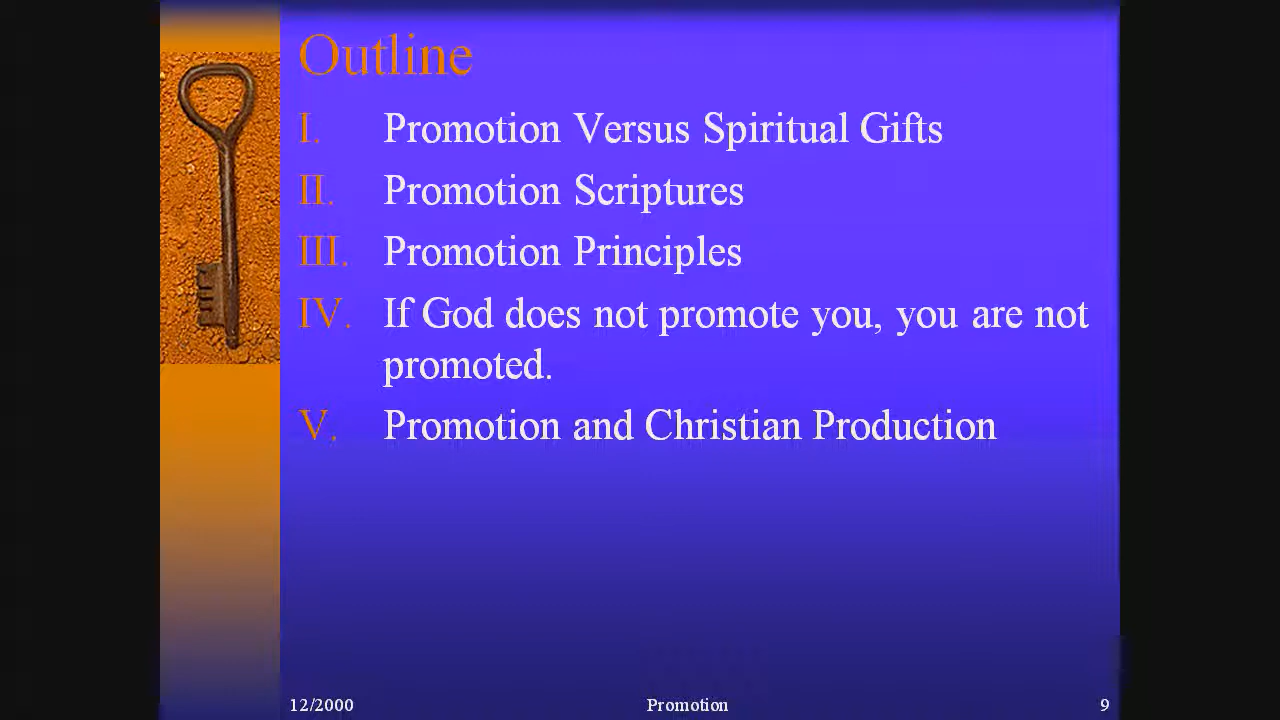 Outline
I. Promotion Versus Spiritual Gifts
II. Promotion Scriptures
III. Promotion Principles
IV. If God does not promote you, you are not
promoted.
V. Promotion and Christian Production
12/2000 Promotion 9